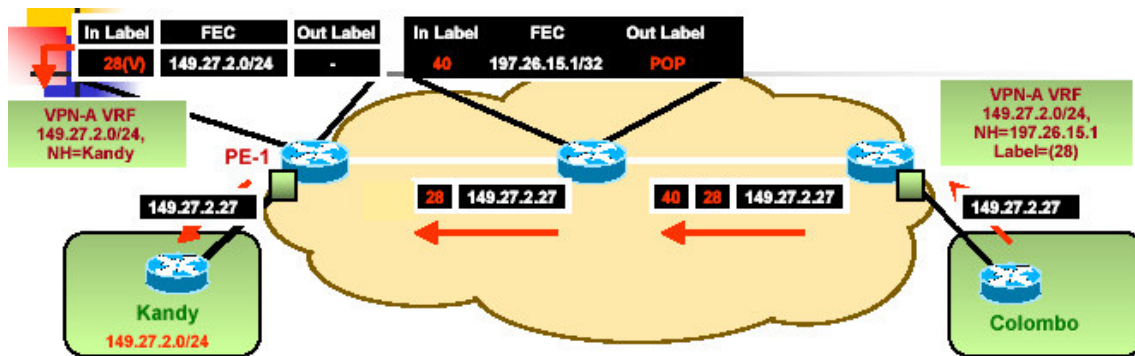 In Label FEC Out Label
28(V) 149.27.2.0/24 -
In Label FEC Out Label
40 197.26.15.1/32 POP
VPN-A VRF
149.27.2.0/24,
NH=Kandy
VPN-A VRF
149.27.2.0/24,
NH=197.26.15.1
Label=(28)
PE-1
149.27.2.27
28 149.27.2.27
40 28 149.27.2.27
149.27.2.27
Kandy
149.27.2.0/24
Colombo